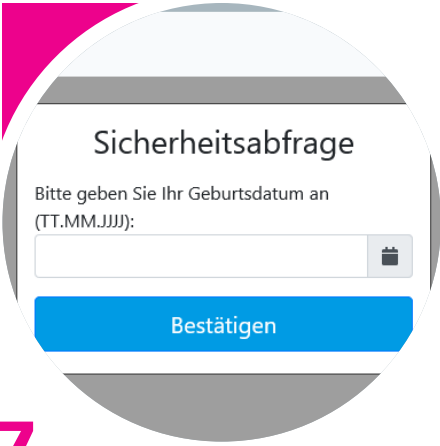 Sicherheitsabfrage
Bitte geben Sie Ihr Geburtsdatum an
(TT.MM.JJJJ):
Bestätigen